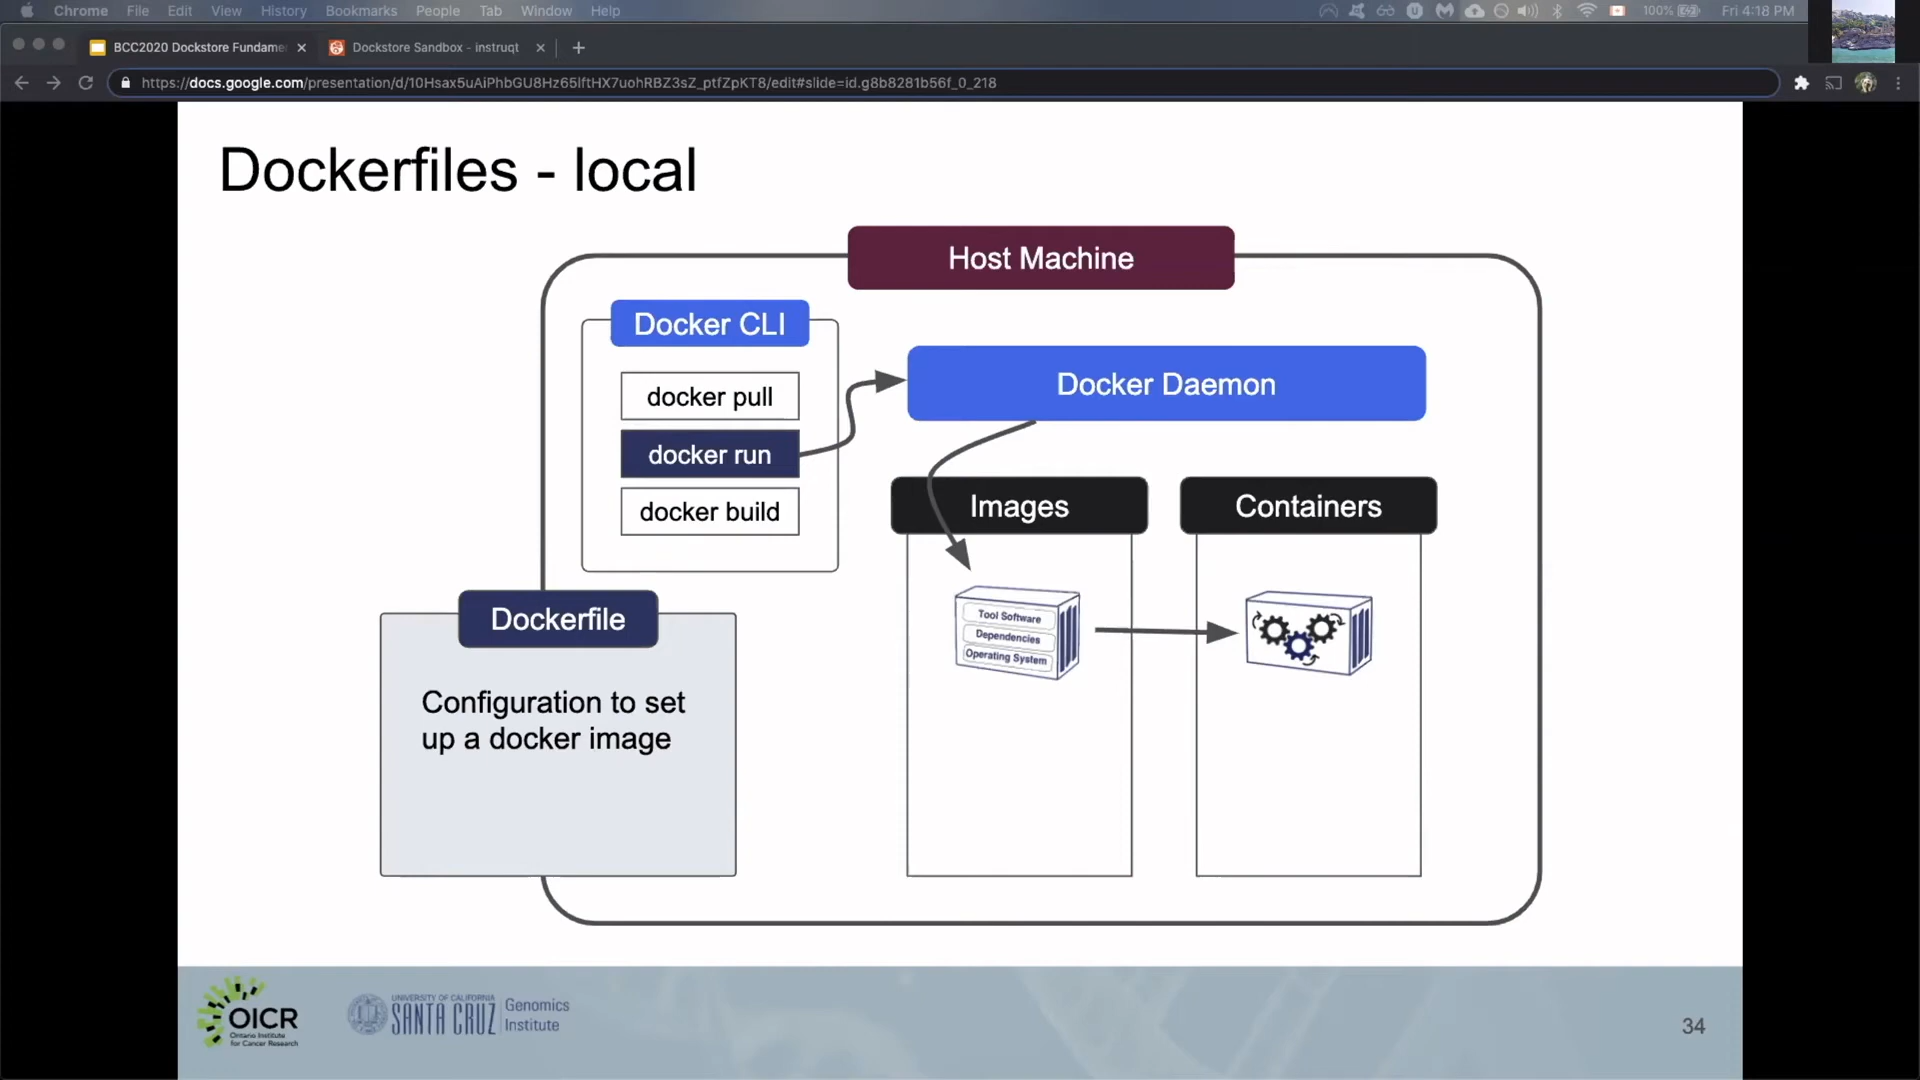 Chrome File Edit View History Bookmarks People Tab Window Help 100% Fri 4:18 PM
BCC2020 Dockstore Fundame Dockstore Sandbox - instruqt
https://docs.google.com/presentation/d/10Hsax5uAiPhbGU8Hz65lftHX7uohRBZ3sZ_ptfZpKT8/edit#slide=id.g8b8281b56f_0_218
Dockerfiles - local
Host Machine
Docker CLI
docker pull
docker run
docker build
Docker Daemon
Images
Containers
Tool Software
Dependencies
Operating System
Dockerfile
Configuration to set
up a docker image
OICR
Ontario Institute
for Cancer Research
UNIVERSITY OF CALIFORNIA
SANTA CRUZ
Genomics
Institute
34